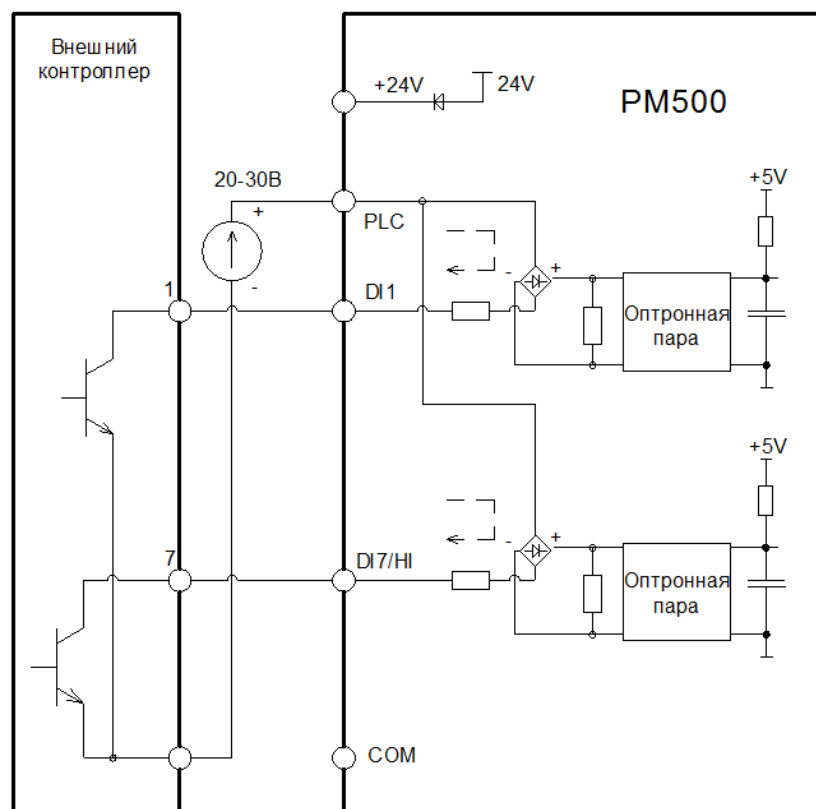 Внешний
контроллер
+24V
24V
PM500
20-30В
+
-
PLC
+5V
1
DI1
-
+
Оптронная
пара
+5V
7
DI7/HI
-
+
Оптронная
пара
COM